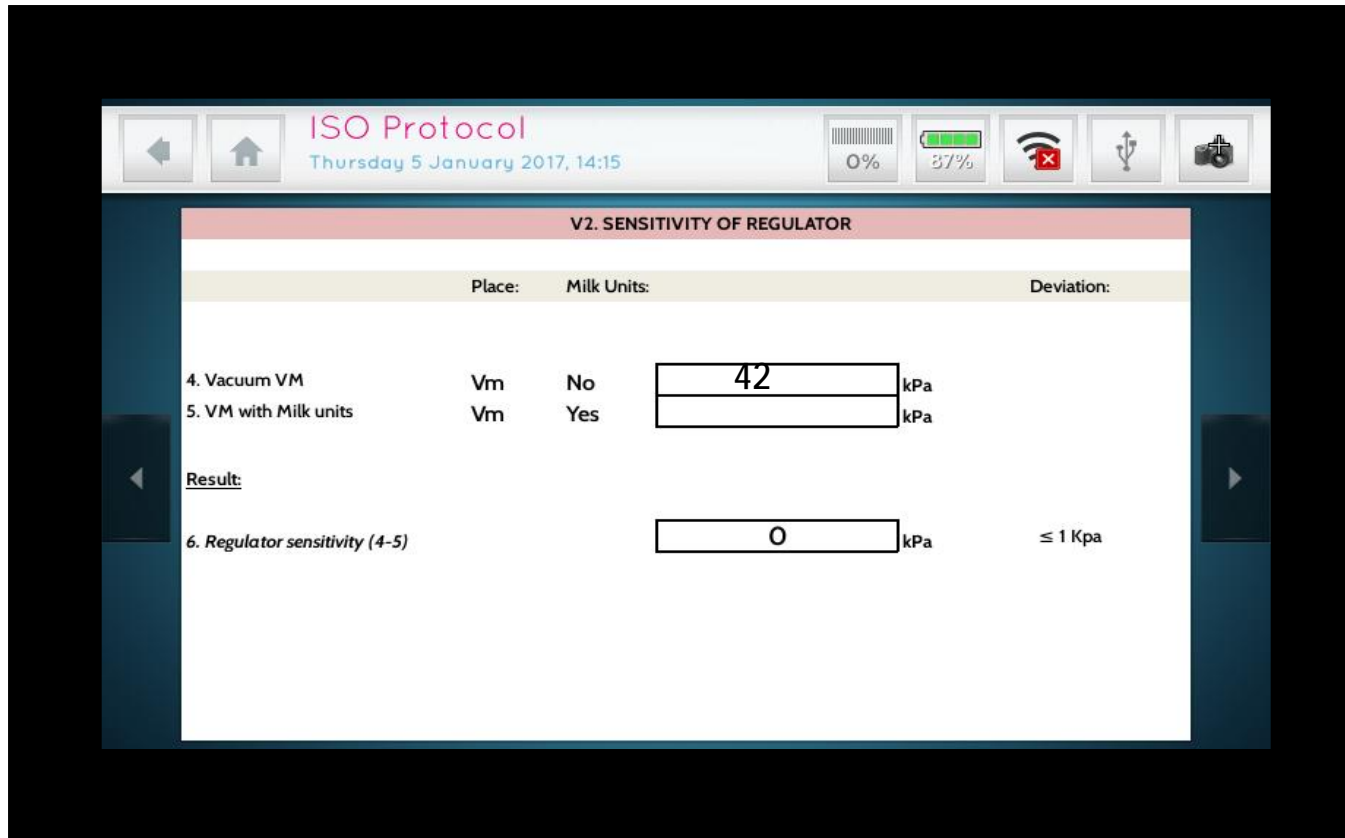 ISO Protocol
Thursday 5 January 2017, 14:15
0%
87%
V2. SENSITIVITY OF REGULATOR
Place: Milk Units: Deviation:
4. Vacuum VM Vm No 42 kPa
5. VM with Milk units Vm Yes kPa
Result:
6. Regulator sensitivity (4-5) 0 kPa ≤ 1 Kpa